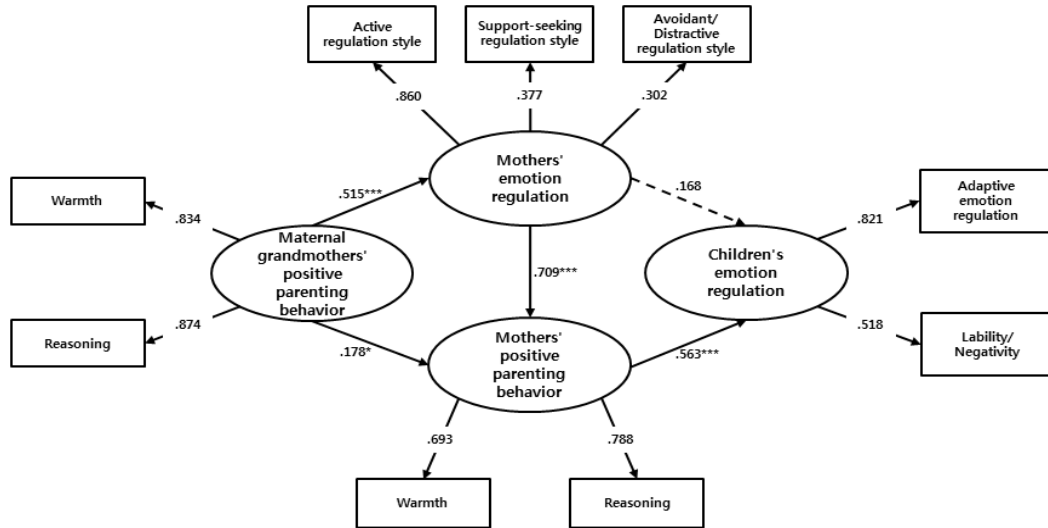 Active
regulation style
Support-seeking
regulation style
Avoidant/
Distractive
regulation style
.860
.377
.302
Mothers'
emotion
regulation
Warmth
.515***
.168
Adaptive
emotion
regulation
.834
.821
Maternal
grandmothers'
positive
parenting
behavior
.709***
Children's
emotion
regulation
.874
.518
Reasoning
.178*
Mothers'
positive
parenting
behavior
.563***
Lability/
Negativity
.693
.788
Warmth
Reasoning